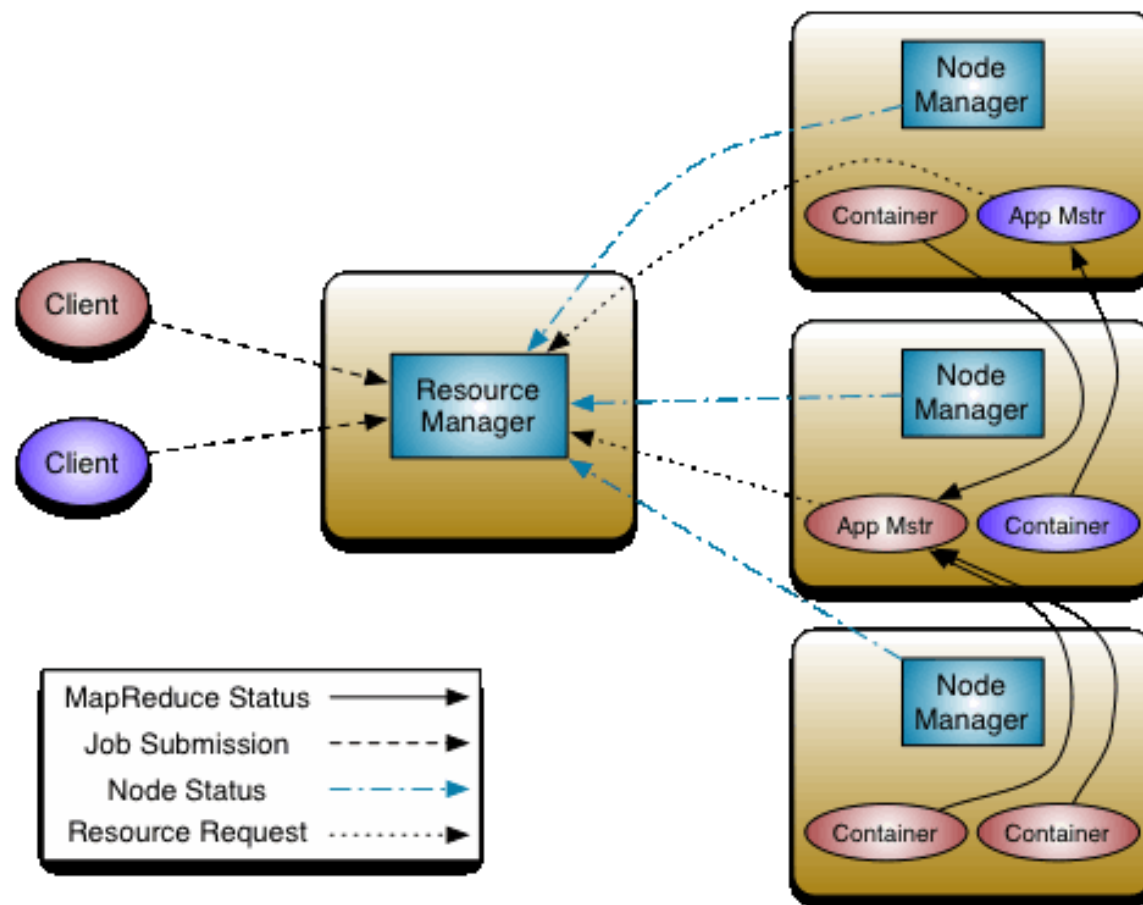 Node
Manager
Container
App Mstr
Client
Resource
Manager
Node
Manager
Client
App Mstr
Container
Node
Manager
MapReduce Status
Job Submission
Node Status
Resource Request
Container
Container